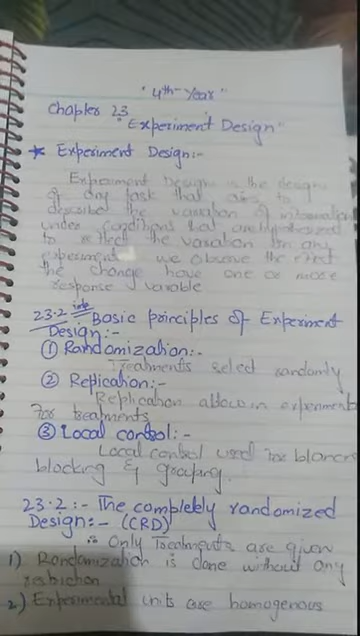 "4th-Year"
Chapter 23
"Experiment Design"
* Experiment Design:-
Experiment Design is the design
of any task that aims to
describe the variation of information
under conditions that are hypothesized
to reflect the variation In any
experiment we observe the effect
the change have one or more
response variable
23.2 Basic principles of Experiment
Design:-
① Randomization:-
Treatments select randomly
② Replication:-
Replication allows in experiment
For treatments
③ Local control:-
Local control used for
blocking & grouping.
23.2:- The completely randomized
Design:- (CRD)
is Only Treatments are given
1) Randomization is done without any
restriction
2) Experimental units are homogenous